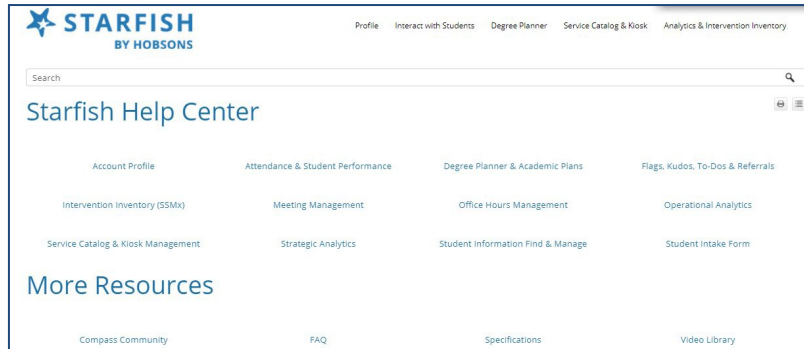 STARFISH
BY HOBSONS
Profile Interact with Students Degree Planner Service Catalog & Kiosk Analytics & Intervention Inventory
Search
Starfish Help Center
Account Profile Attendance & Student Performance Degree Planner & Academic Plans Flags, Kudos, To-Dos & Referrals
Intervention Inventory (SSMx) Meeting Management Office Hours Management Operational Analytics
Service Catalog & Kiosk Management Strategic Analytics Student Information Find & Manage Student Intake Form
More Resources
Compass Community FAQ Specifications Video Library